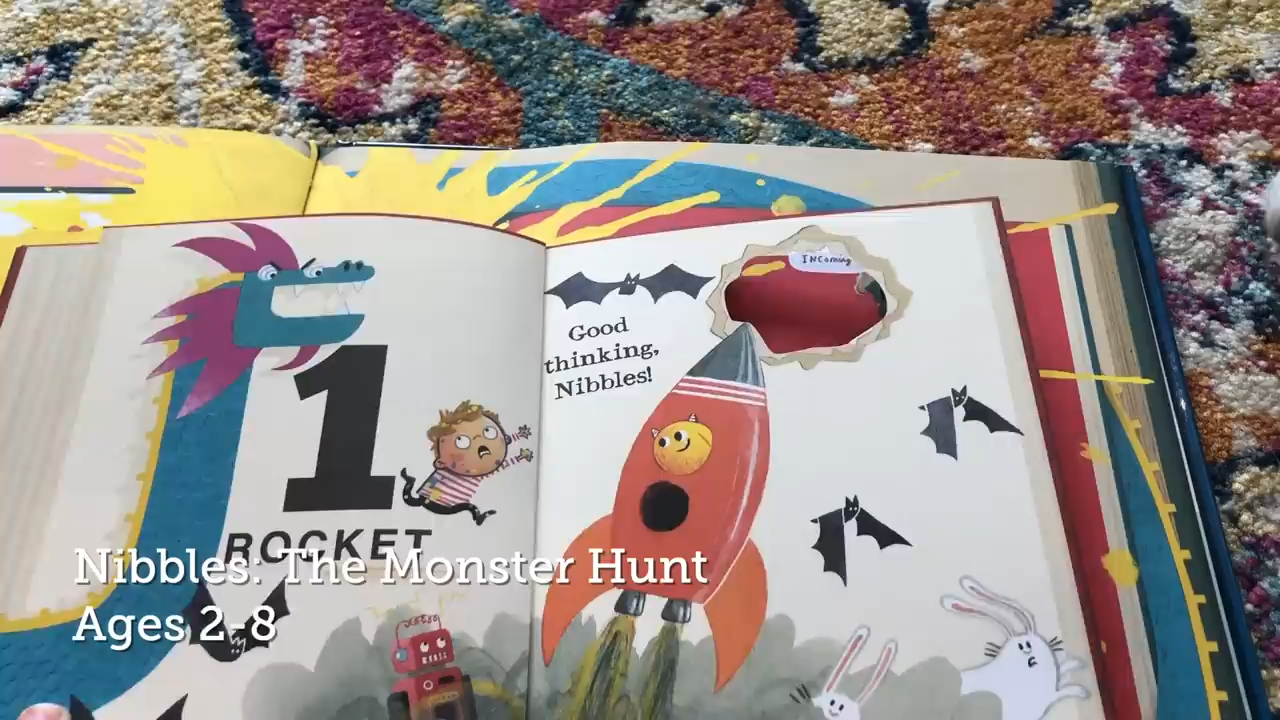 INComing
Good
thinking,
Nibbles!
1
ROCKET
Nibbles: The Monster Hunt
Ages 2-8